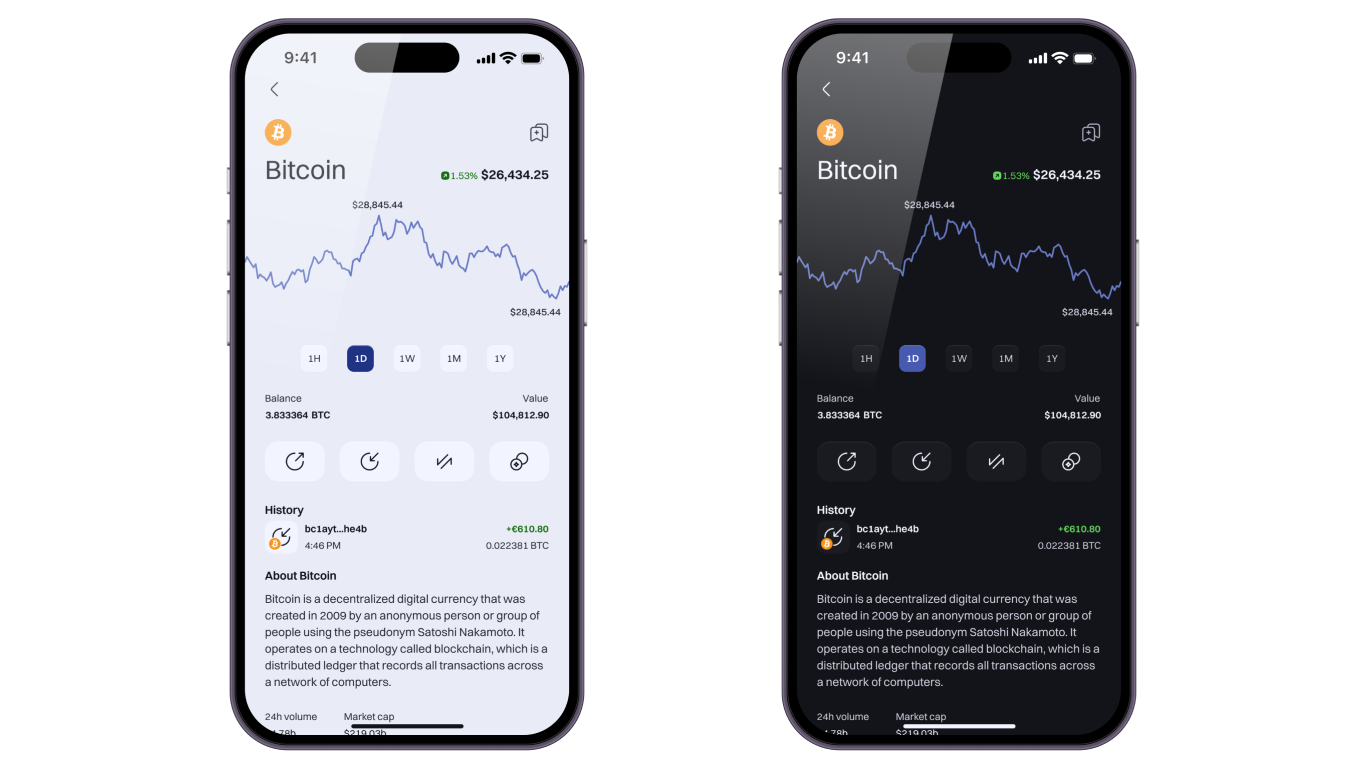 9:41
Bitcoin
1.53% $26,434.25
$28,845.44
$28,845.44
1H 1D 1W 1M 1Y
Balance Value
3.833364 BTC $104,812.90
History
bc1ayt...he4b +€610.80
4:46 PM 0.022381 BTC
About Bitcoin
Bitcoin is a decentralized digital currency that was
created in 2009 by an anonymous person or group of
people using the pseudonym Satoshi Nakamoto. It
operates on a technology called blockchain, which is a
distributed ledger that records all transactions across
a network of computers.
24h volume Market cap
$219.03b
9:41
Bitcoin
1.53% $26,434.25
$28,845.44
$28,845.44
1H 1D 1W 1M 1Y
Balance Value
3.833364 BTC $104,812.90
History
bc1ayt...he4b +€610.80
4:46 PM 0.022381 BTC
About Bitcoin
Bitcoin is a decentralized digital currency that was
created in 2009 by an anonymous person or group of
people using the pseudonym Satoshi Nakamoto. It
operates on a technology called blockchain, which is a
distributed ledger that records all transactions across
a network of computers.
24h volume Market cap
$219.03b